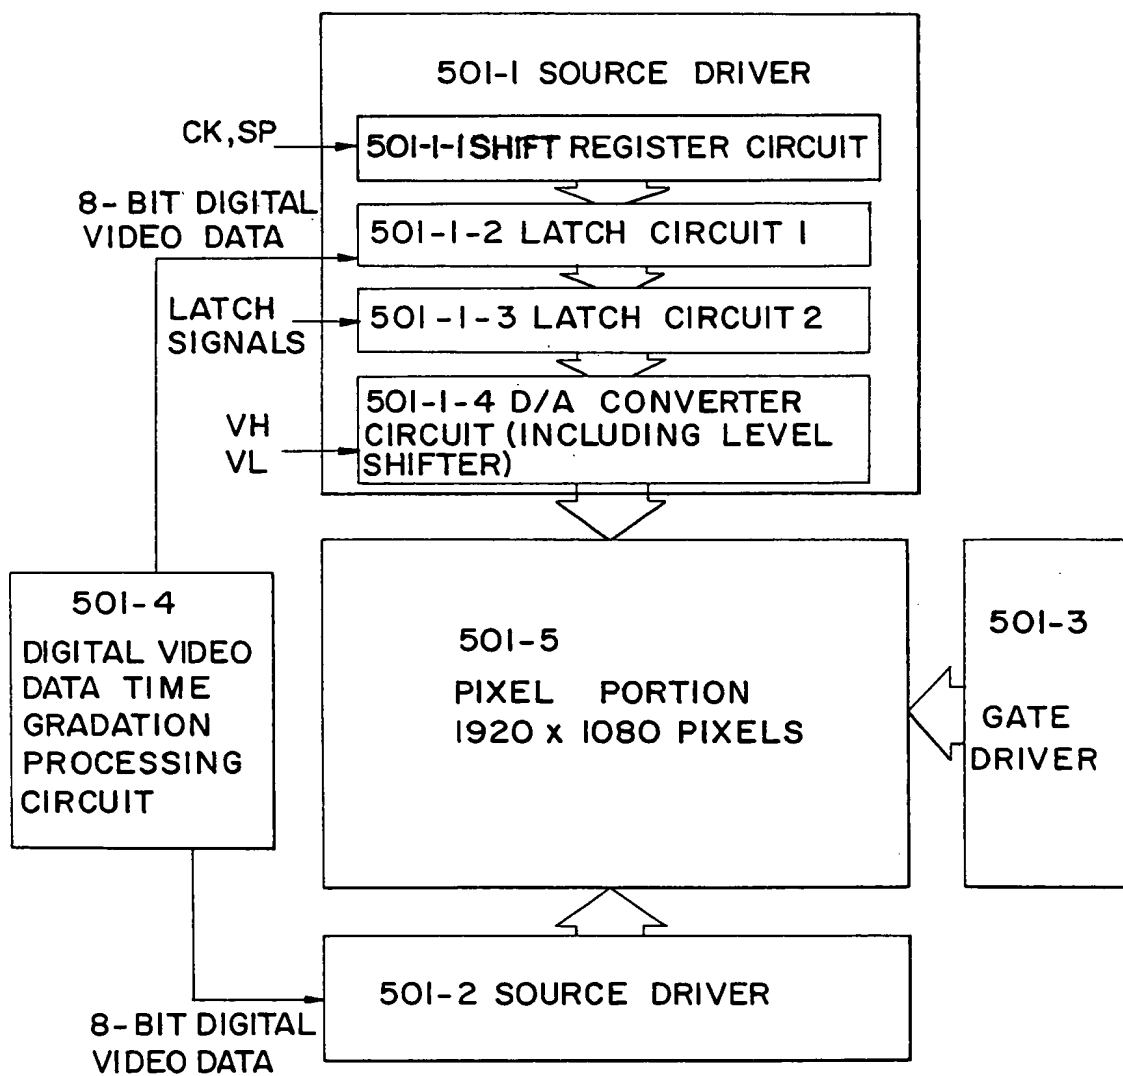 501-1 SOURCE DRIVER
CK,SP
501-1-1 SHIFT REGISTER CIRCUIT
8-BIT DIGITAL
VIDEO DATA
501-1-2 LATCH CIRCUIT 1
LATCH
SIGNALS
501-1-3 LATCH CIRCUIT 2
VH
VL
501-1-4 D/A CONVERTER
CIRCUIT (INCLUDING LEVEL
SHIFTER)
501-4
DIGITAL VIDEO
DATA TIME
GRADATION
PROCESSING
CIRCUIT
501-5
PIXEL PORTION
1920 x 1080 PIXELS
501-3
GATE
DRIVER
501-2 SOURCE DRIVER
8-BIT DIGITAL
VIDEO DATA